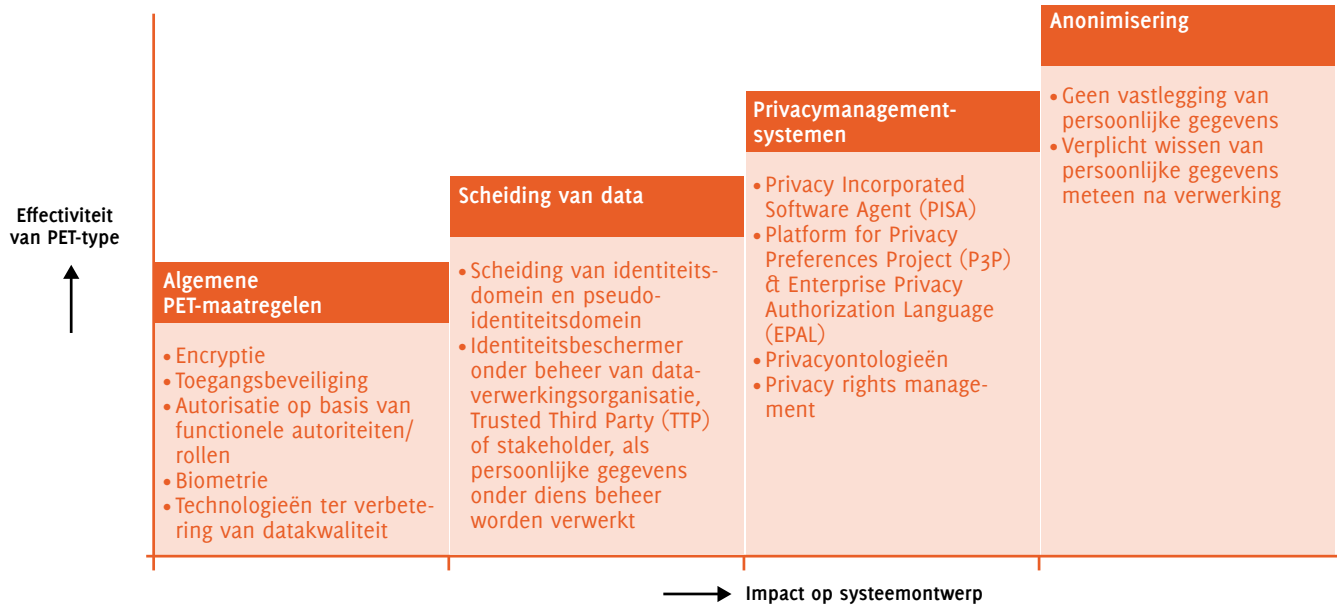 Effectiviteit
van PET-type
Algemene
PET-maatregelen
• Encryptie
• Toegangsbeveiliging
• Autorisatie op basis van
functionele autoriteiten/
rollen
• Biometrie
• Technologieën ter verbete-
ring van datakwaliteit
Scheiding van data
• Scheiding van identiteits-
domein en pseudo-
identiteitsdomein
• Identiteitsbeschermer
onder beheer van data-
verwerkingsorganisatie,
Trusted Third Party (TTP)
of stakeholder, als
persoonlijke gegevens
onder diens beheer
worden verwerkt
Privacymanagement-
systemen
• Privacy Incorporated
Software Agent (PISA)
• Platform for Privacy
Preferences Project (P3P)
& Enterprise Privacy
Authorization Language
(EPAL)
• Privacyontologieën
• Privacy rights manage-
ment
Anonimisering
• Geen vastlegging van
persoonlijke gegevens
• Verplicht wissen van
persoonlijke gegevens
meteen na verwerking
Impact op systeemontwerp